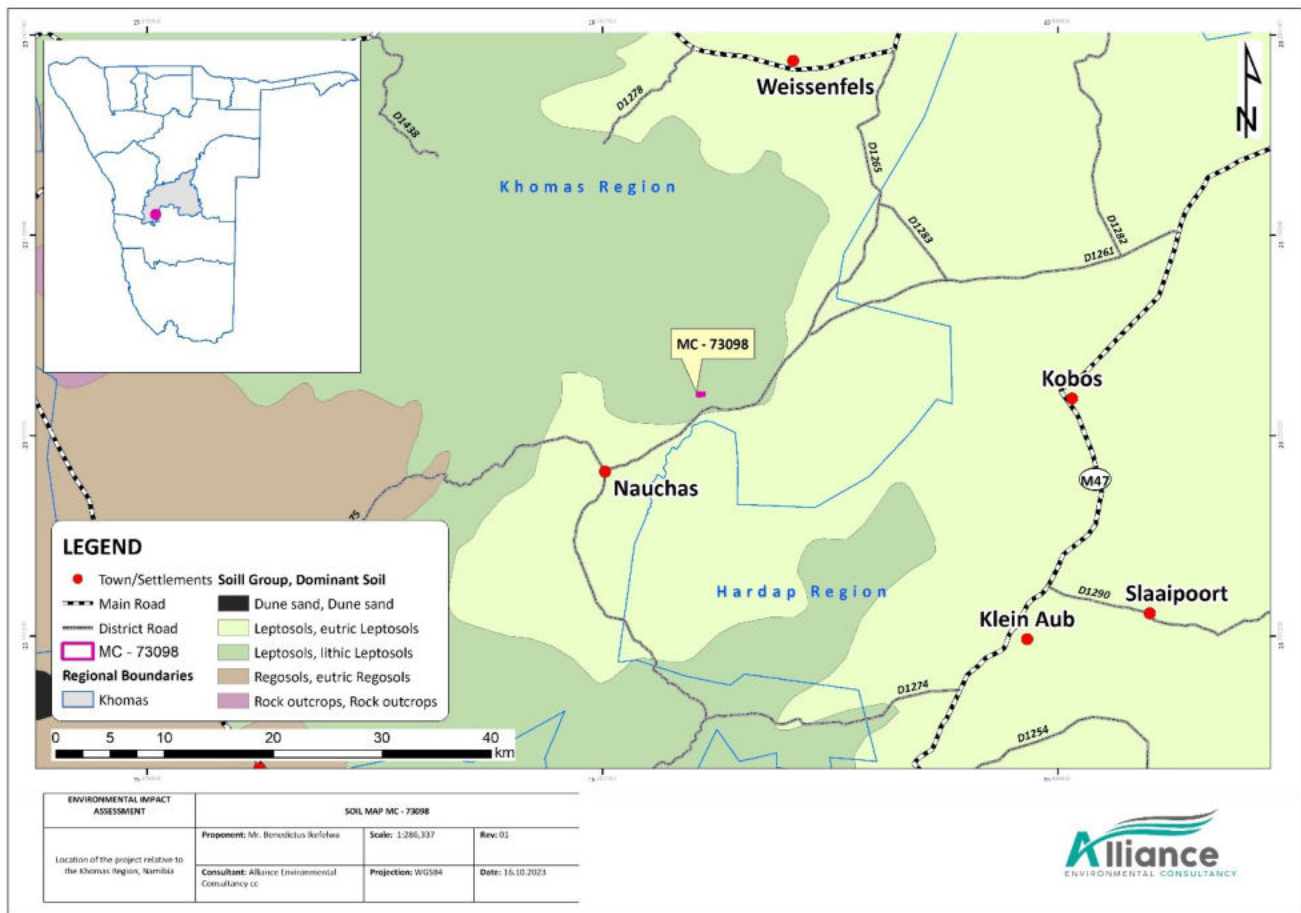 Weissenfels
D1278
D1438
D1265
Khomas Region
N
D1283
D1282
D1261
MC - 73098
Kobos
Nauchas
M47
75
Hardap Region
Slaaipoort
D1290
Klein Aub
D1274
D1254
LEGEND
Town/Settlements
Main Road
District Road
MC - 73098
Regional Boundaries
Khomas
Soill Group, Dominant Soil
Dune sand, Dune sand
Leptosols, eutric Leptosols
Leptosols, lithic Leptosols
Regosols, eutric Regosols
Rock outcrops, Rock outcrops
0 10 20 30 40
km
ENVIRONMENTAL IMPACT
ASSESSMENT
Location of the project relative to
the Khomas Region, Namibia
SOIL MAP MC - 73098
Proponent: Mr. Benedictus
Scale: 1:286,337
Rev: 01
Consultant: Alliance Environmental
Consultancy cc
Projection: WGS84
Date: 16.10.2023
Alliance
ENVIRONMENTAL CONSULTANCY